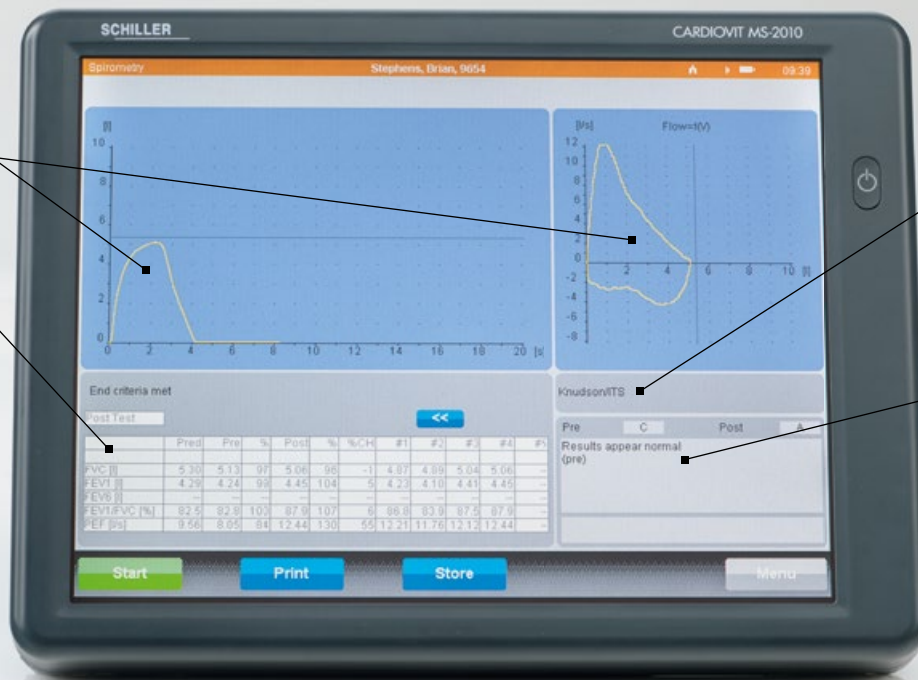 SCHILLER
CARDIOVIT MS-2010
Spirometry Stephens, Brian, 9654 09:39
[l]
10
8
6
4
2
0
0 2 4 6 8 10 12 14 16 18 20 [s]
[l/s] Flow=f(V)
12
10
8
6
4
2
0
-2
-4
-6
-8
2 4 6 8 10 [l]
End criteria met
Post Test <<
Pred Pre % Post % %CH #1 #2 #3 #4 #5
FVC [l] 5.30 5.13 97 5.06 96 -1 4.87 4.89 5.04 5.06 --
FEV1 [l] 4.29 4.24 99 4.45 104 5 4.23 4.10 4.41 4.45 --
FEV6 [l] -- -- -- -- -- -- -- -- -- -- --
FEV1/FVC [%] 82.5 82.8 100 87.9 107 6 86.8 83.9 87.5 87.9 --
PEF [l/s] 9.56 8.05 84 12.44 130 55 12.21 11.76 12.12 12.44 --
Knudson/ITS
Pre C Post A
Results appear normal
(pre)
Start Print Store Menu